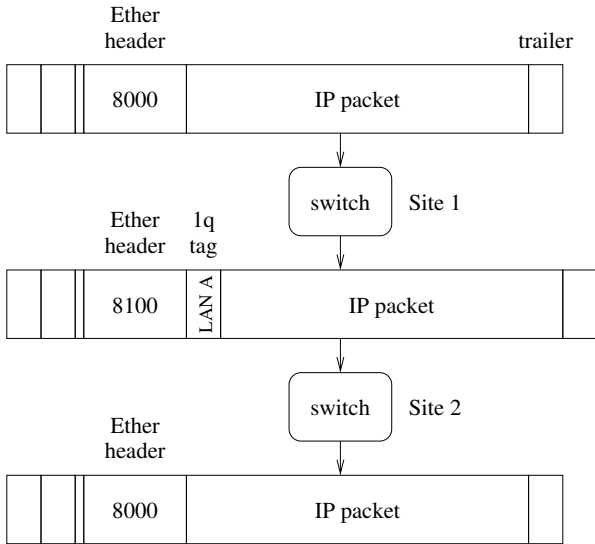 Ether
header
trailer
8000
IP packet
switch
Site 1
Ether
header
1q
tag
8100
LAN A
IP packet
switch
Site 2
Ether
header
8000
IP packet